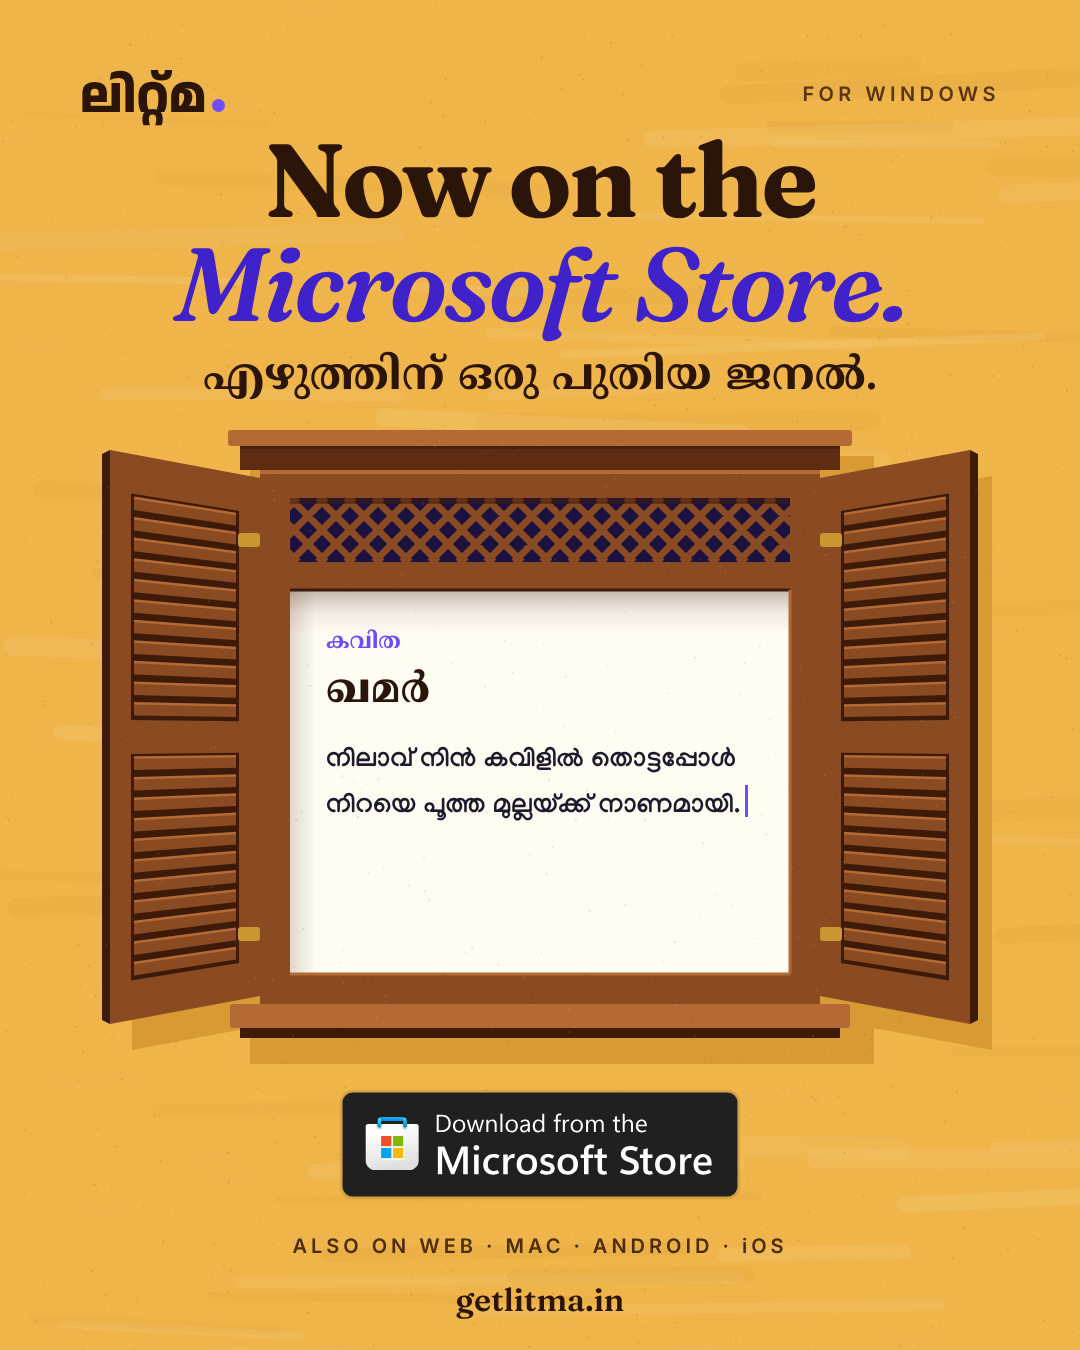 ലിറ്റ്മ.
FOR WINDOWS
Now on the
Microsoft Store.
എഴുത്തിന് ഒരു പുതിയ ജനൽ.
കവിത
ഖമർ
നിലാവ് നിൻ കവിളിൽ തൊട്ടപ്പോൾ
നിറയെ പൂത്ത മുല്ലയ്ക്ക് നാണമായി.
Download from the
Microsoft Store
ALSO ON WEB · MAC · ANDROID · iOS
getlitma.in